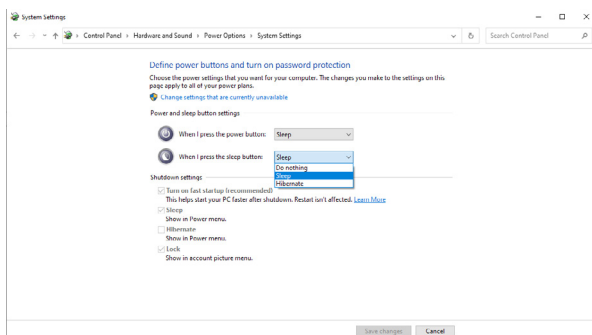 System Settings
Control Panel › Hardware and Sound › Power Options › System Settings
Search Control Panel
Define power buttons and turn on password protection
Choose the power settings that you want for your computer. The changes you make to the settings on this
page apply to all of your power plans.
Change settings that are currently unavailable
Power and sleep button settings
When I press the power button: Sleep
When I press the sleep button: Sleep
Do nothing
Sleep
Hibernate
Shutdown settings
Turn on fast startup (recommended)
This helps start your PC faster after shutdown. Restart isn't affected. Learn More
Sleep
Show in Power menu.
Hibernate
Show in Power menu.
Lock
Show in account picture menu.
Save changes Cancel